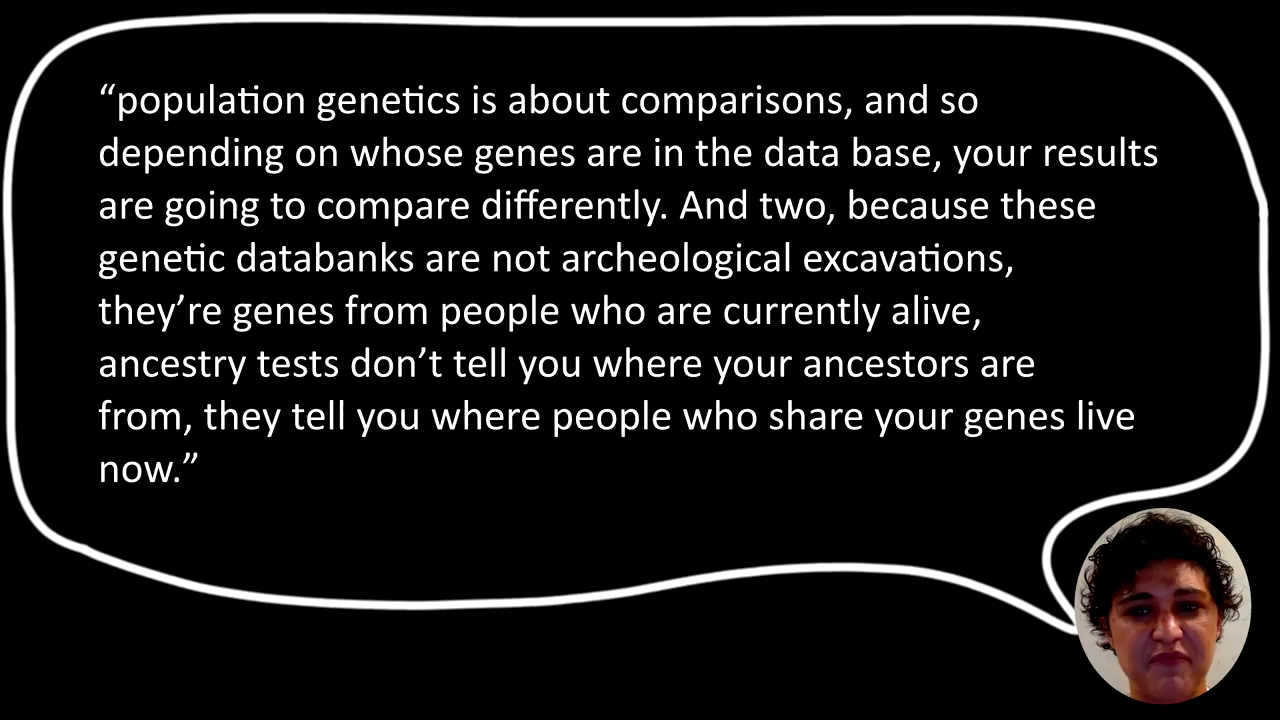 “population genetics is about comparisons, and so
depending on whose genes are in the data base, your results
are going to compare differently. And two, because these
genetic databanks are not archeological excavations,
they’re genes from people who are currently alive,
ancestry tests don’t tell you where your ancestors are
from, they tell you where people who share your genes live
now.”